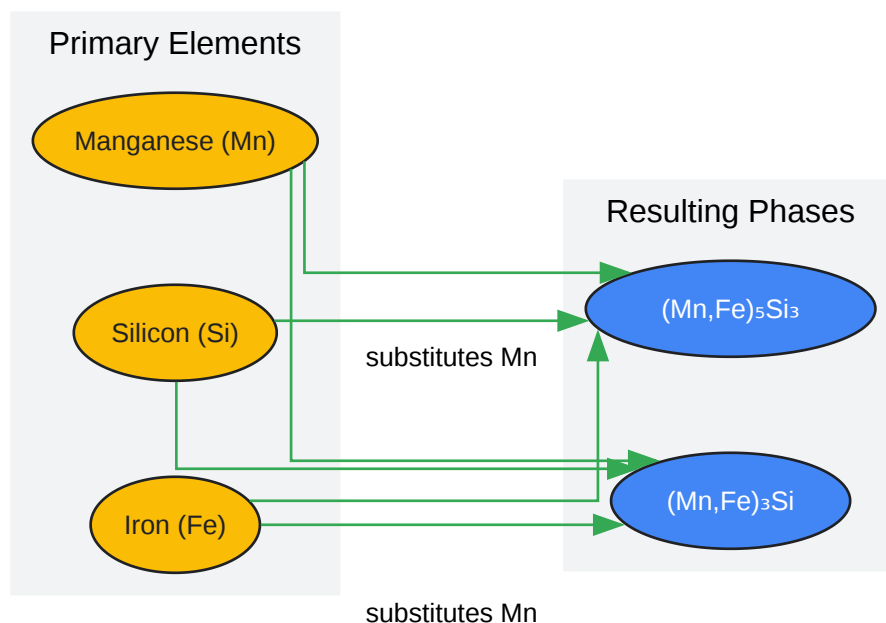 Primary Elements
Manganese (Mn)
Silicon (Si)
Iron (Fe)
Resulting Phases
(Mn,Fe)₅Si₃
(Mn,Fe)₃Si
substitutes Mn
substitutes Mn